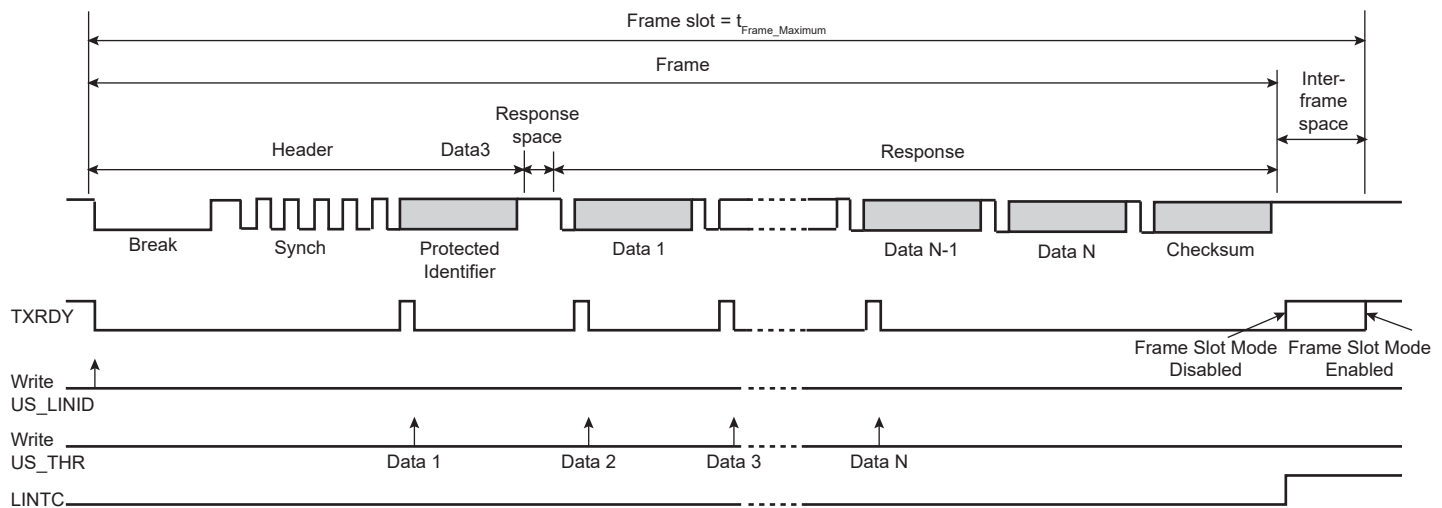 Frame slot = tFrame_Maximum
Frame
Inter-
frame
space
Response
space
Header
Data3
Response
Break
Synch
Protected
Identifier
Data 1
Data N-1
Data N
Checksum
TXRDY
Frame Slot Mode
Disabled
Frame Slot Mode
Enabled
Write
US_LINID
Write
US_THR
Data 1
Data 2
Data 3
Data N
LINTC